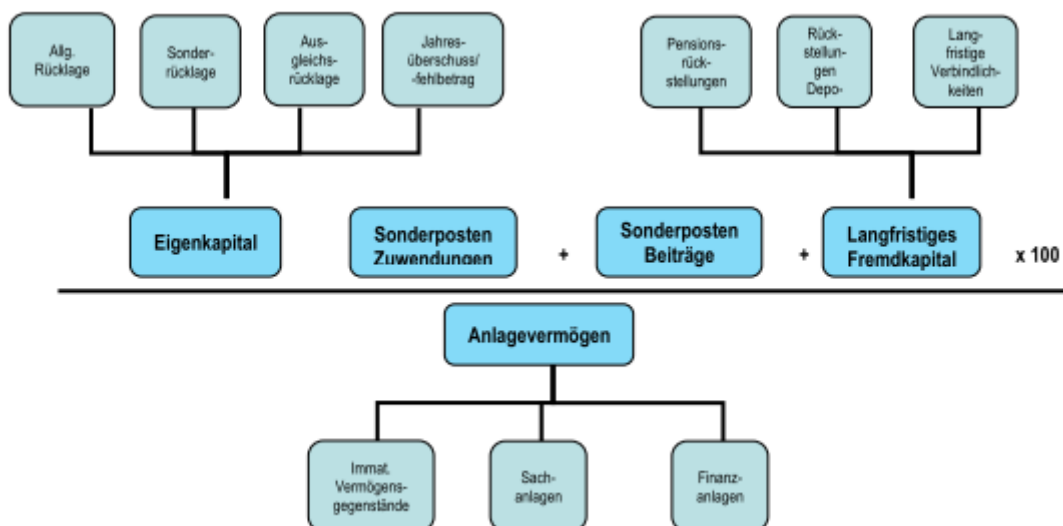 Allg.
Rücklage
Sonder-
rücklage
Aus-
gleichs-
rücklage
Jahres-
überschuss/
-fehlbetrag
Pensions-
rück-
stellungen
Rück-
stellun-
gen
Depo-
Lang-
fristige
Verbindlich-
keiten
Eigenkapital
Sonderposten
Zuwendungen
+
Sonderposten
Beiträge
+
Langfristiges
Fremdkapital
x 100
Anlagevermögen
Immat.
Vermögens-
gegenstände
Sach-
anlagen
Finanz-
anlagen